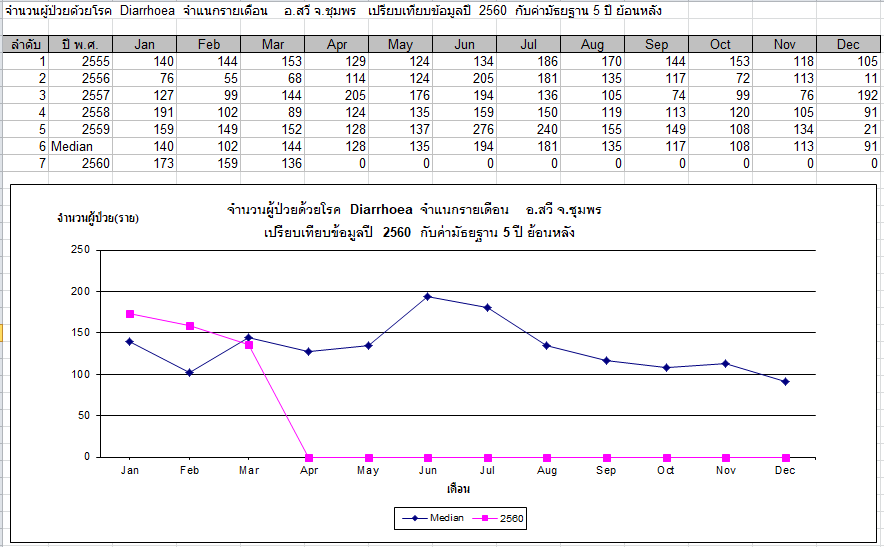 จำนวนผู้ป่วยด้วยโรค Diarrhoea จำแนกรายเดือน อ.สวี จ.ชุมพร เปรียบเทียบข้อมูลปี 2560 กับค่ามัธยฐาน 5 ปี ย้อนหลัง
ลำดับ ปี พ.ศ. Jan Feb Mar Apr May Jun Jul Aug Sep Oct Nov Dec
1 2555 140 144 153 129 124 134 186 170 144 153 118 105
2 2556 76 55 68 114 124 205 181 135 117 72 113 11
3 2557 127 99 144 205 176 194 136 105 74 99 76 192
4 2558 191 102 89 124 135 159 150 119 113 120 105 91
5 2559 159 149 152 128 137 276 240 155 149 108 134 21
6 Median 140 102 144 128 135 194 181 135 117 108 113 91
7 2560 173 159 136 0 0 0 0 0 0 0 0 0
จำนวนผู้ป่วยด้วยโรค Diarrhoea จำแนกรายเดือน อ.สวี จ.ชุมพร
จำนวนผู้ป่วย(ราย)
เปรียบเทียบข้อมูลปี 2560 กับค่ามัธยฐาน 5 ปี ย้อนหลัง
250
200
150
100
50
0
Jan Feb Mar Apr May Jun Jul Aug Sep Oct Nov Dec
เดือน
Median 2560